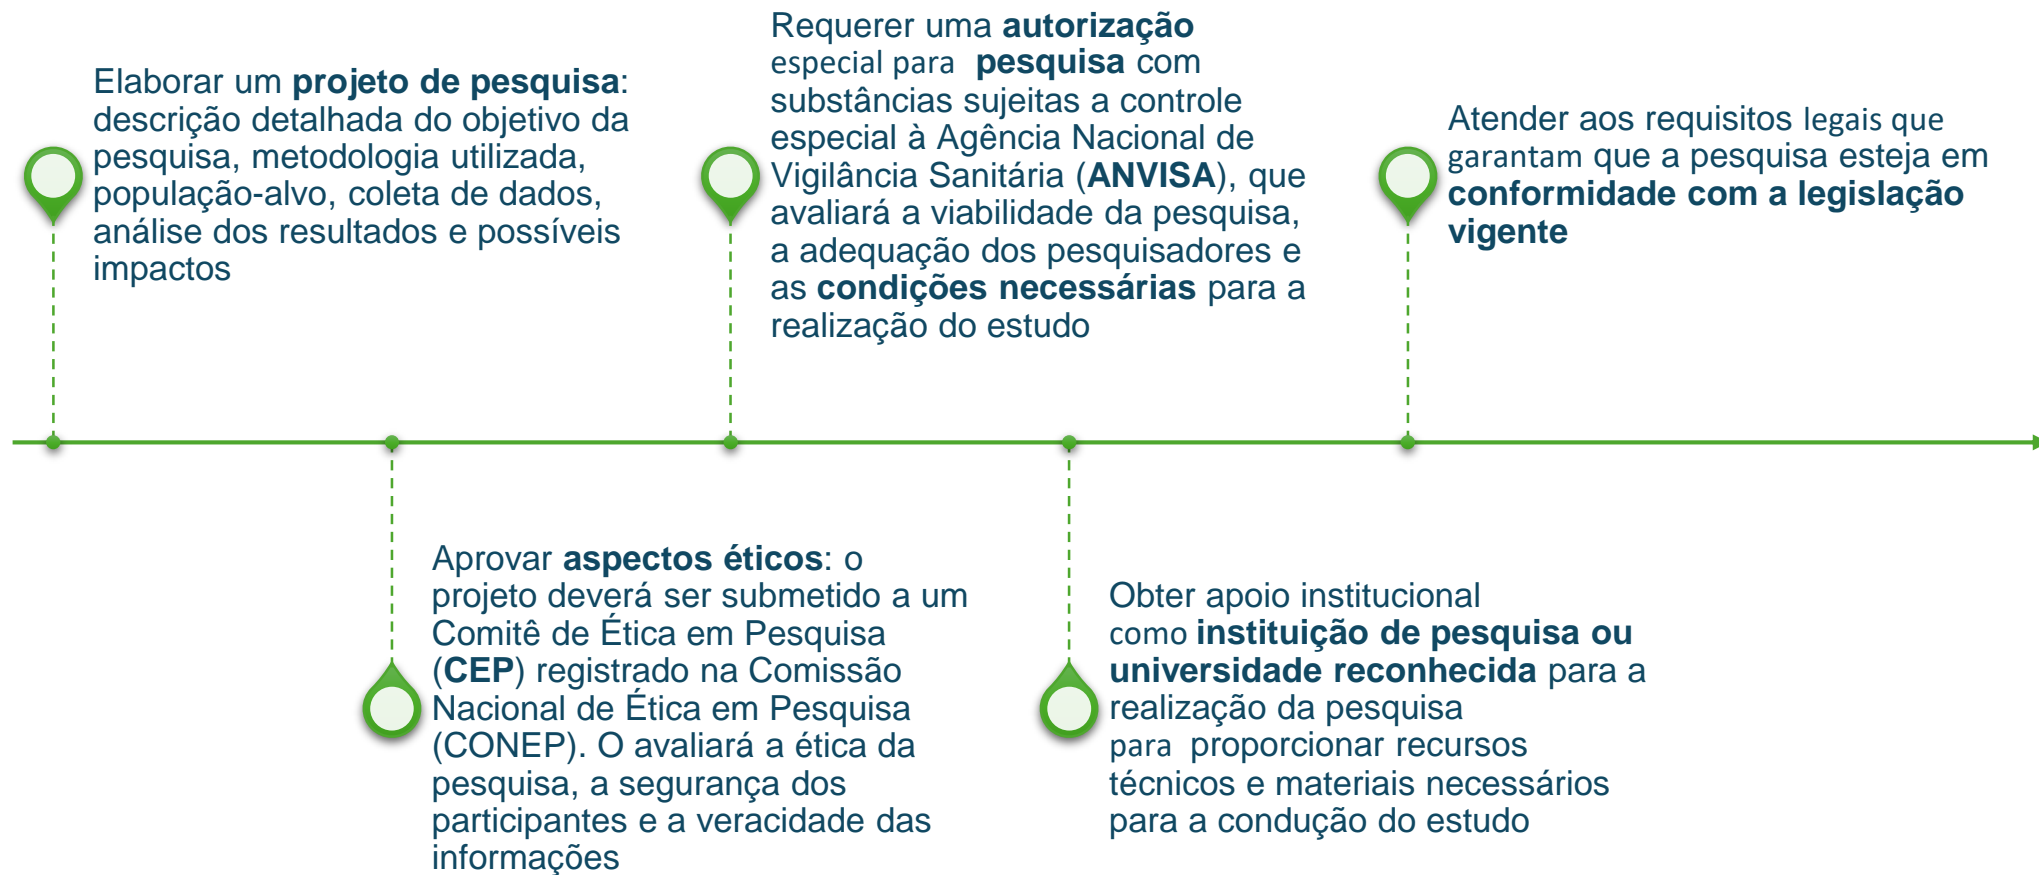 Elaborar um projeto de pesquisa:
descrição detalhada do objetivo da
pesquisa, metodologia utilizada,
população-alvo, coleta de dados,
análise dos resultados e possíveis
impactos
Aprovar aspectos éticos: o
projeto deverá ser submetido a um
Comitê de Ética em Pesquisa
(CEP) registrado na Comissão
Nacional de Ética em Pesquisa
(CONEP). O avaliará a ética da
pesquisa, a segurança dos
participantes e a veracidade das
informações
Requerer uma autorização
especial para pesquisa com
substâncias sujeitas a controle
especial à Agência Nacional de
Vigilância Sanitária (ANVISA), que
avaliará a viabilidade da pesquisa,
a adequação dos pesquisadores e
as condições necessárias para a
realização do estudo
Obter apoio institucional
como instituição de pesquisa ou
universidade reconhecida para a
realização da pesquisa
para proporcionar recursos
técnicos e materiais necessários
para a condução do estudo
Atender aos requisitos legais que
garantam que a pesquisa esteja em
conformidade com a legislação
vigente